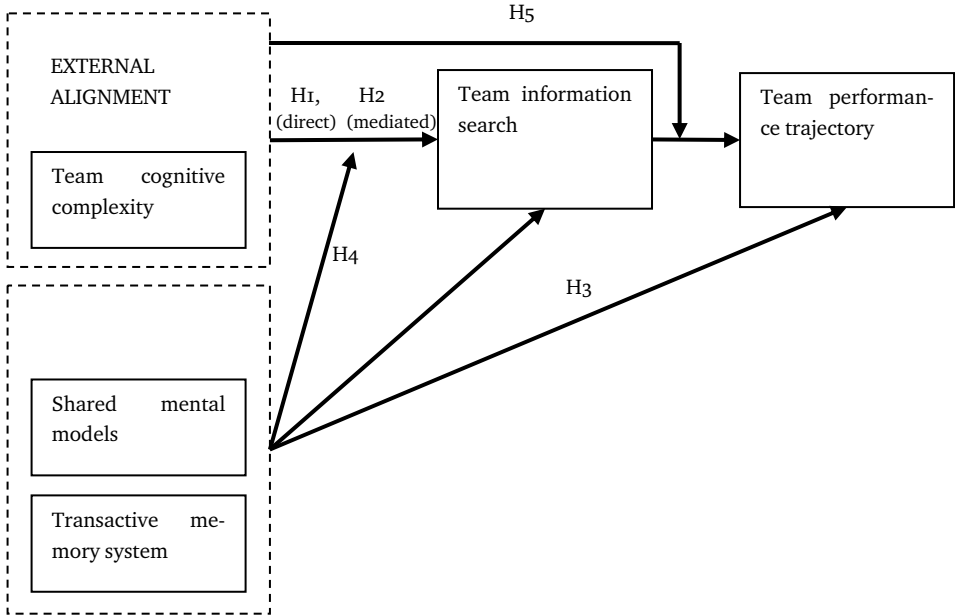 H5
EXTERNAL
ALIGNMENT
H1, H2
(direct) (mediated)
Team information
search
Team performan-
ce trajectory
Team cognitive
complexity
H4
H3
Shared mental
models
Transactive me-
mory system